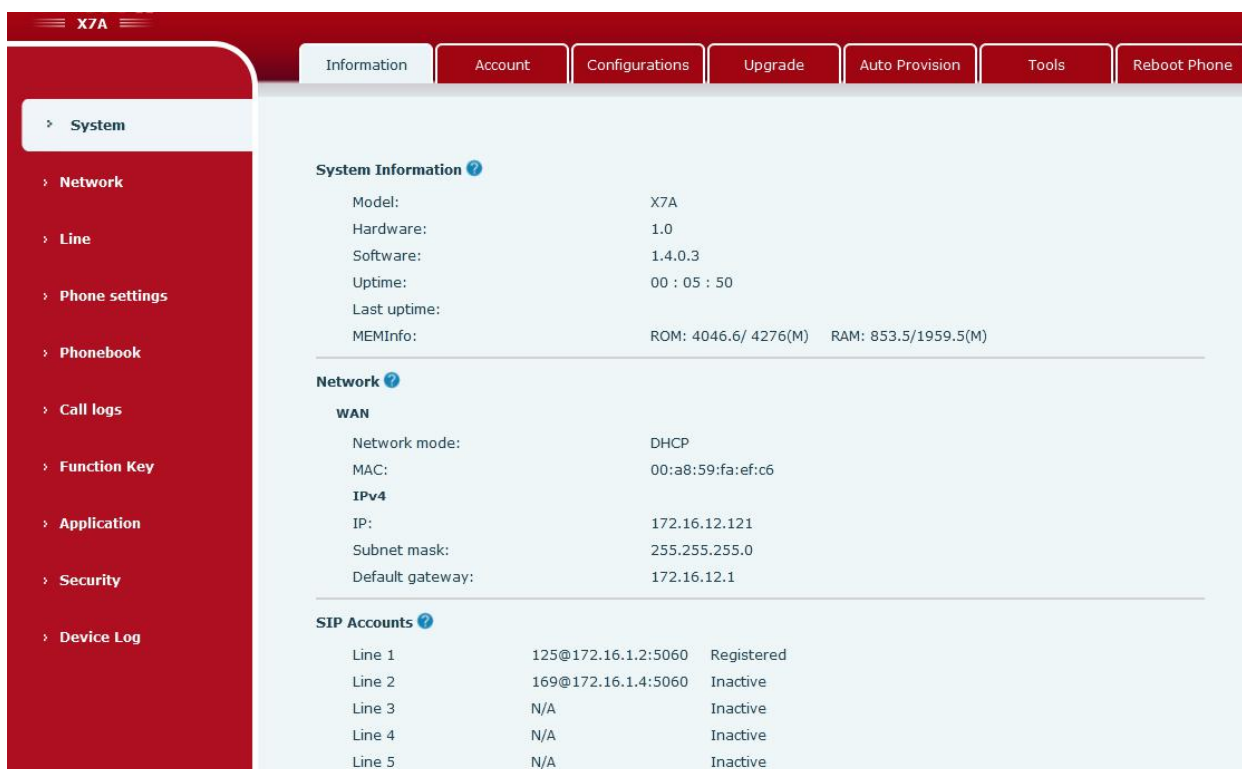 X7A
Information Account Configurations Upgrade Auto Provision Tools Reboot Phone
› System
› Network
› Line
› Phone settings
› Phonebook
› Call logs
› Function Key
› Application
› Security
› Device Log
System Information ?
Model: X7A
Hardware: 1.0
Software: 1.4.0.3
Uptime: 00 : 05 : 50
Last uptime:
MEMInfo: ROM: 4046.6/ 4276(M) RAM: 853.5/1959.5(M)
Network ?
WAN
Network mode: DHCP
MAC: 00:a8:59:fa:ef:c6
IPv4
IP: 172.16.12.121
Subnet mask: 255.255.255.0
Default gateway: 172.16.12.1
SIP Accounts ?
Line 1 125@172.16.1.2:5060 Registered
Line 2 169@172.16.1.4:5060 Inactive
Line 3 N/A Inactive
Line 4 N/A Inactive
Line 5 N/A Inactive